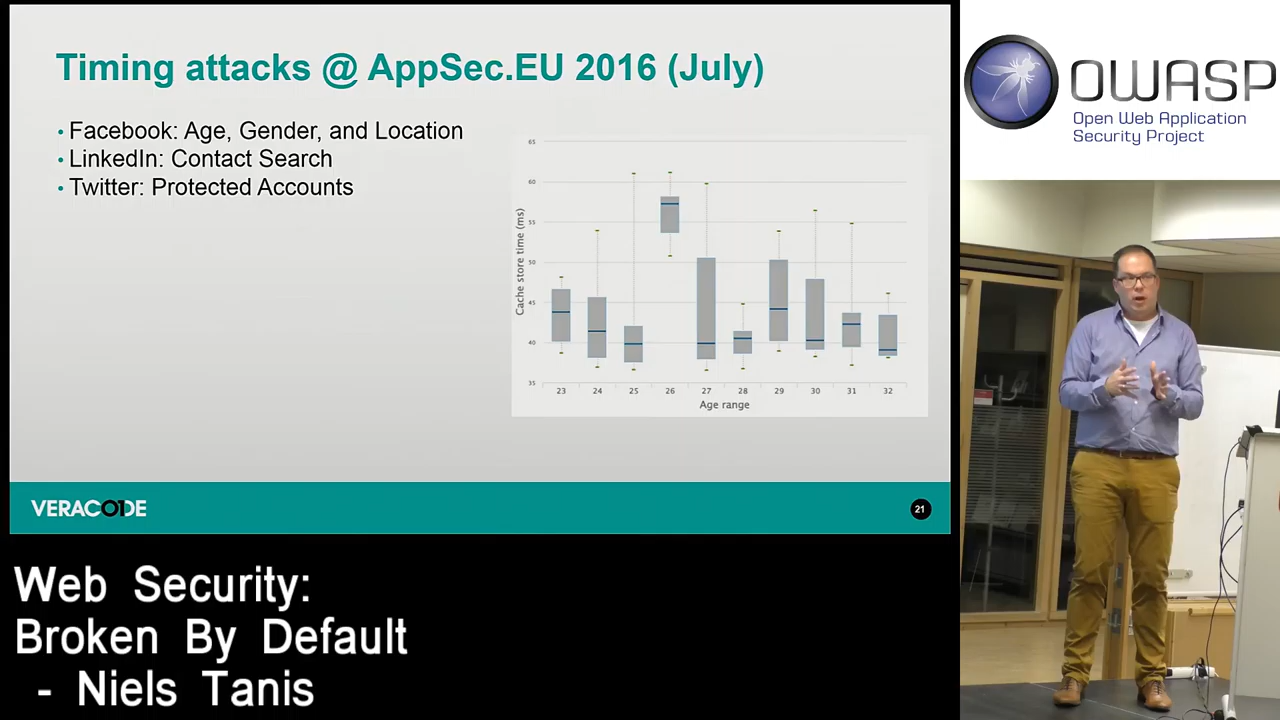 Timing attacks @ AppSec.EU 2016 (July)
• Facebook: Age, Gender, and Location
• LinkedIn: Contact Search
• Twitter: Protected Accounts
65
60
55
50
45
40
35
Cache store time (ms)
23 24 25 26 27 28 29 30 31 32
Age range
VERACODE
21
OWASP
Open Web Application
Security Project
Web Security:
Broken By Default
- Niels Tanis